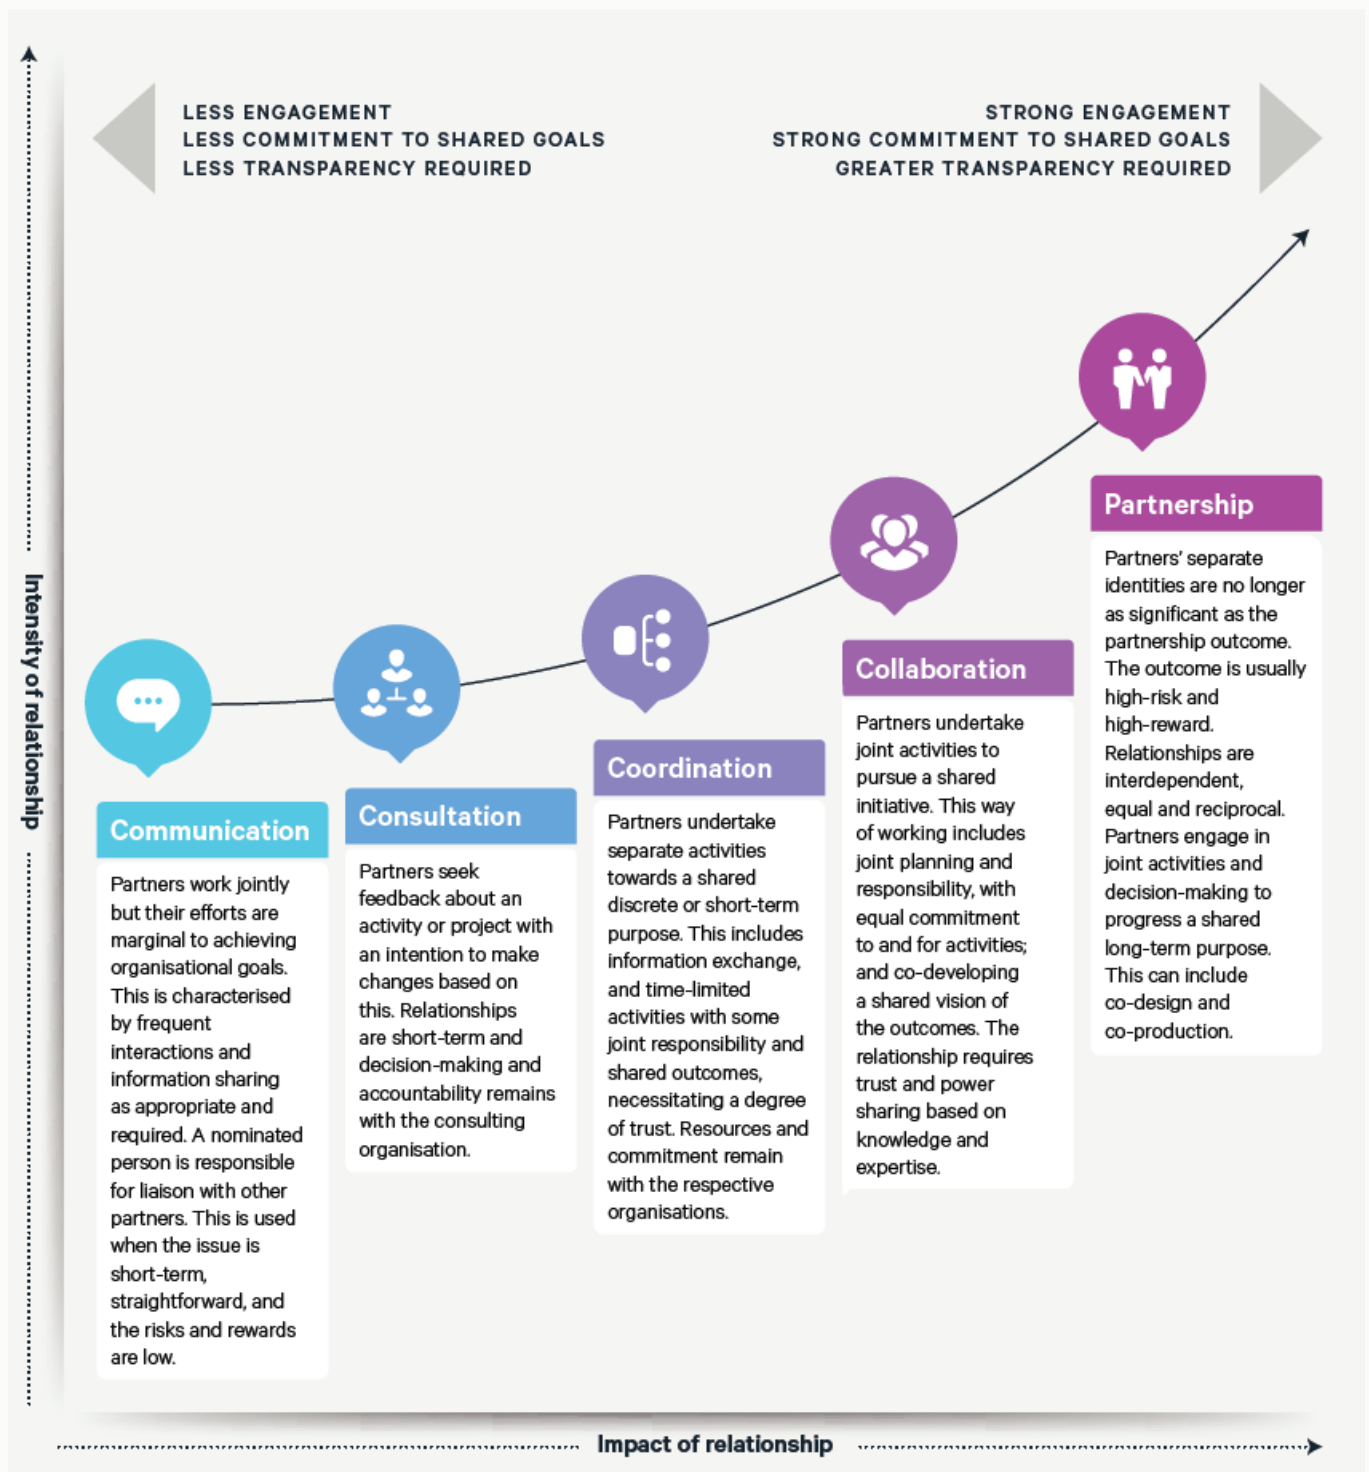 LESS ENGAGEMENT
LESS COMMITMENT TO SHARED GOALS
LESS TRANSPARENCY REQUIRED
STRONG ENGAGEMENT
STRONG COMMITMENT TO SHARED GOALS
GREATER TRANSPARENCY REQUIRED
Intensity of relationship
Communication
Partners work jointly
but their efforts are
marginal to achieving
organisational goals.
This is characterised
by frequent
interactions and
information sharing
as appropriate and
required. A nominated
person is responsible
for liaison with other
partners. This is used
when the issue is
short-term,
straightforward, and
the risks and rewards
are low.
Consultation
Partners seek
feedback about an
activity or project with
an intention to make
changes based on
this. Relationships
are short-term and
decision-making and
accountability remains
with the consulting
organisation.
Coordination
Partners undertake
separate activities
towards a shared
discrete or short-term
purpose. This includes
information exchange,
and time-limited
activities with some
joint responsibility and
shared outcomes,
necessitating a degree
of trust. Resources and
commitment remain
with the respective
organisations.
Collaboration
Partners undertake
joint activities to
pursue a shared
initiative. This way
of working includes
joint planning and
responsibility, with
equal commitment
to and for activities;
and co-developing
a shared vision of
the outcomes. The
relationship requires
trust and power
sharing based on
knowledge and
expertise.
Partnership
Partners’ separate
identities are no longer
as significant as the
partnership outcome.
The outcome is usually
high-risk and
high-reward.
Relationships are
interdependent,
equal and reciprocal.
Partners engage in
joint activities and
decision-making to
progress a shared
long-term purpose.
This can include
co-design and
co-production.
Impact of relationship